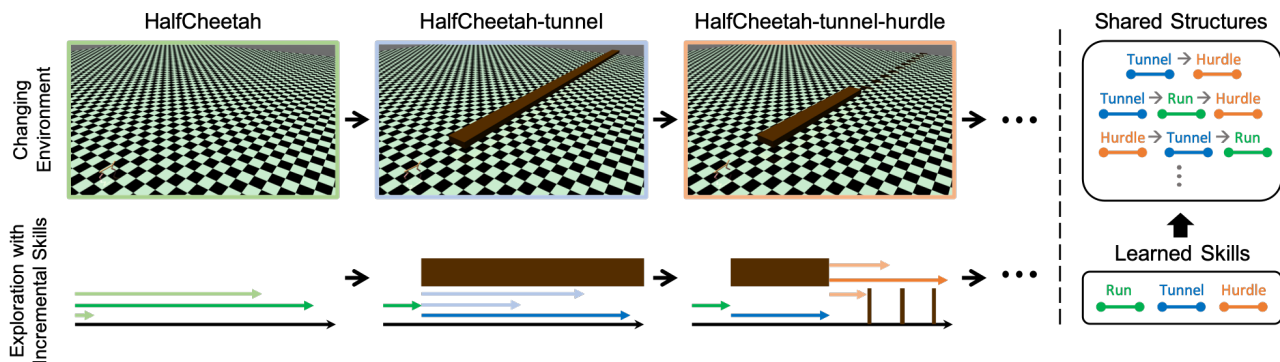 HalfCheetah
HalfCheetah-tunnel
HalfCheetah-tunnel-hurdle
Shared Structures
Changing
Environment
Tunnel → Hurdle
Tunnel → Run → Hurdle
Hurdle → Tunnel → Run
Exploration with
Incremental Skills
Learned Skills
Run Tunnel Hurdle